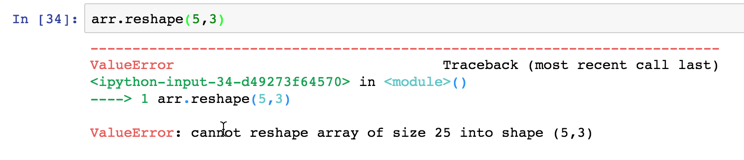 In [34]: arr.reshape(5,3)
---------------------------------------------------------------------------
ValueError                                Traceback (most recent call last)
<ipython-input-34-d49273f64570> in <module>()
----> 1 arr.reshape(5,3)
ValueError: cannot reshape array of size 25 into shape (5,3)